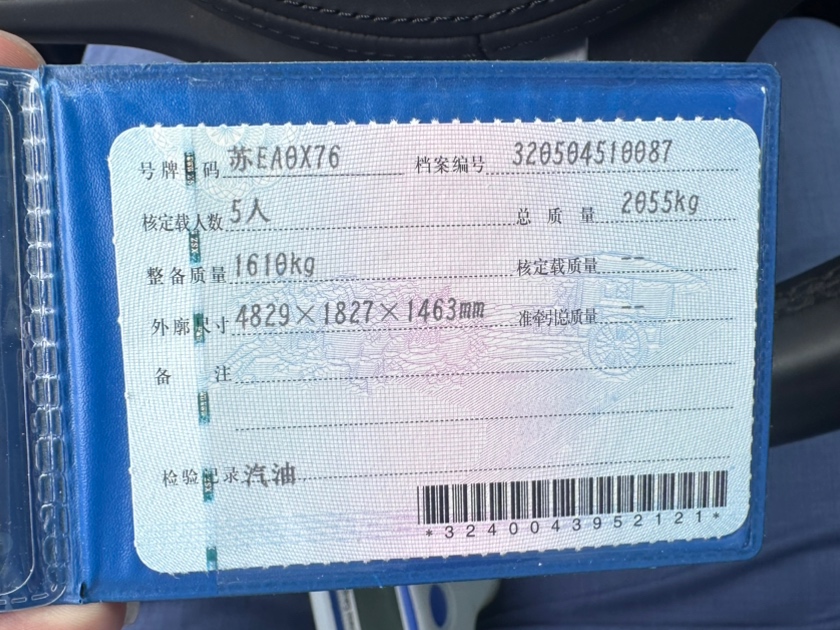 号牌号码 苏EA0X76 档案编号 320504510087
核定载人数 5人 总质量 2055kg
整备质量 1610kg 核定载质量 --
外廓尺寸 4829×1827×1463mm 准牵引总质量 --
备注
检验记录 汽油
*3240043952121*